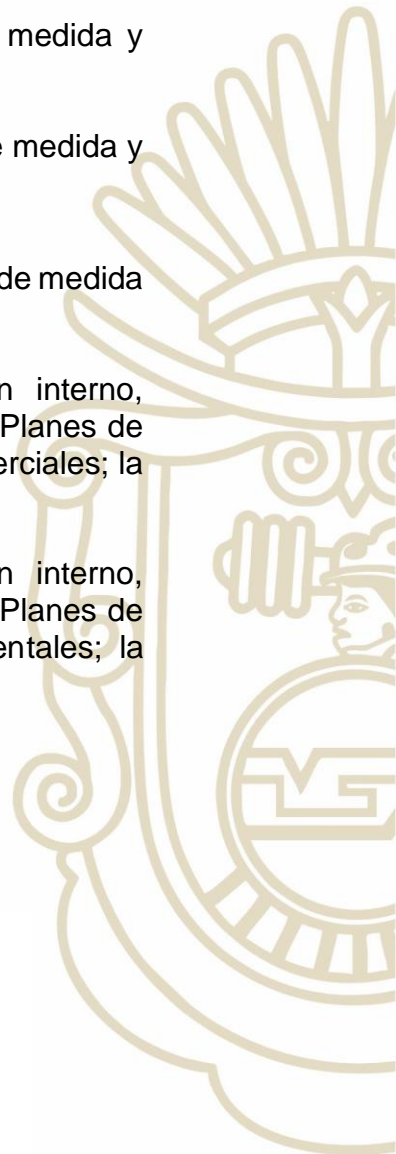 medida y
e medida y
de medida
n interno,
Planes de
erciales; la
n interno,
Planes de
entales; la